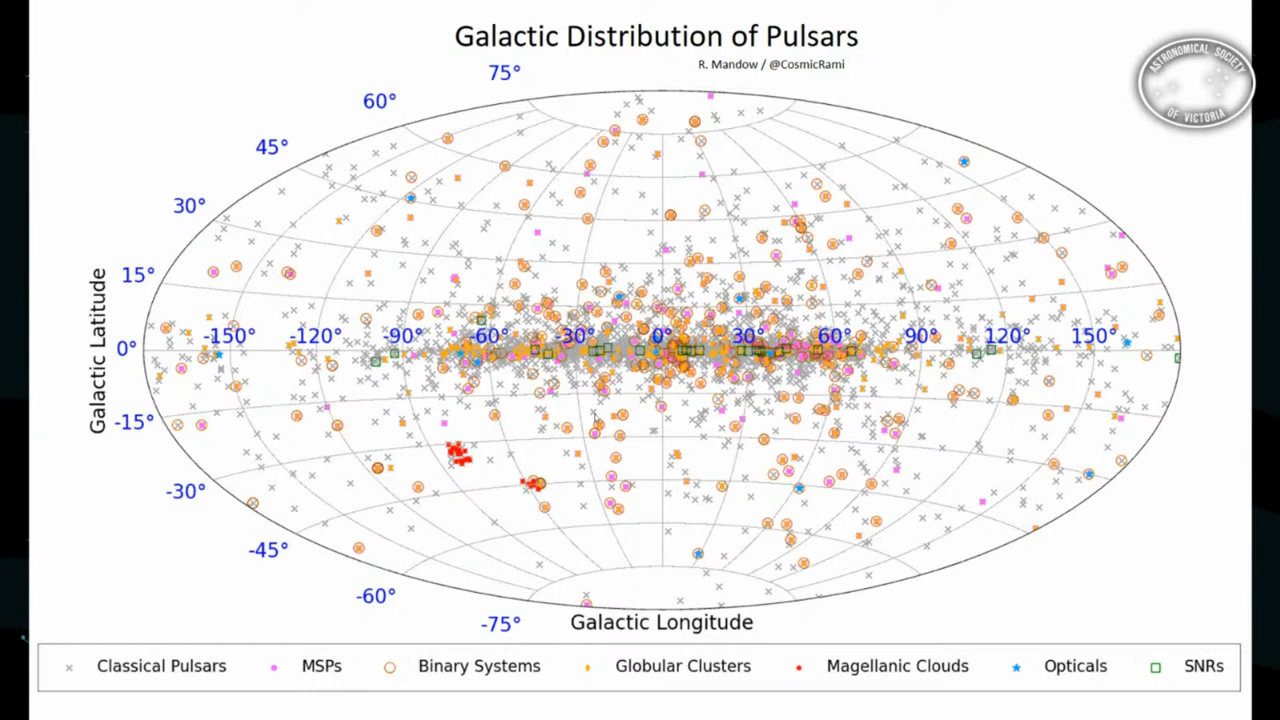 Galactic Distribution of Pulsars
R. Mandow / @CosmicRami
ASTRONOMICAL SOCIETY
OF VICTORIA
75°
60°
45°
30°
15°
0°
-15°
-30°
-45°
-60°
-75°
Galactic Latitude
-150° -120° -90° -60° -30° 0° 30° 60° 90° 120° 150°
Galactic Longitude
Classical Pulsars MSPs Binary Systems Globular Clusters Magellanic Clouds Opticals SNRs